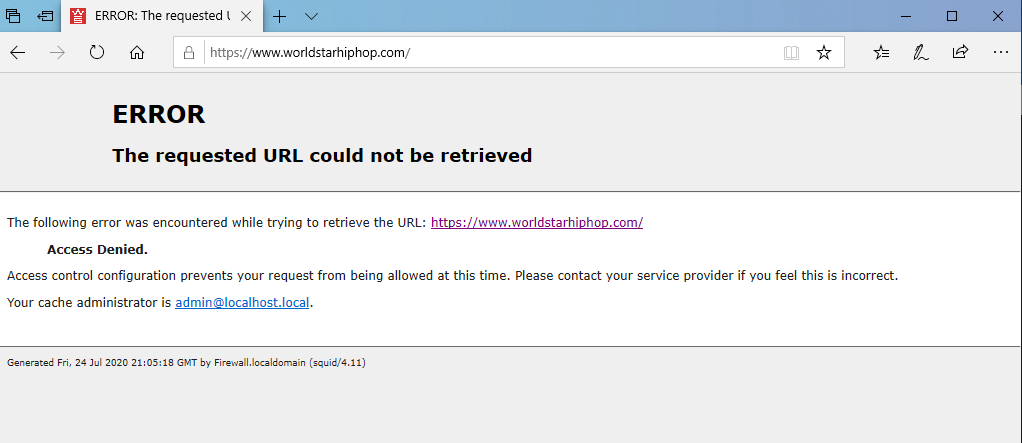 ERROR: The requested U
https://www.worldstarhiphop.com/
ERROR
The requested URL could not be retrieved
The following error was encountered while trying to retrieve the URL: https://www.worldstarhiphop.com/
Access Denied.
Access control configuration prevents your request from being allowed at this time. Please contact your service provider if you feel this is incorrect.
Your cache administrator is admin@localhost.local.
Generated Fri, 24 Jul 2020 21:05:18 GMT by Firewall.localdomain (squid/4.11)